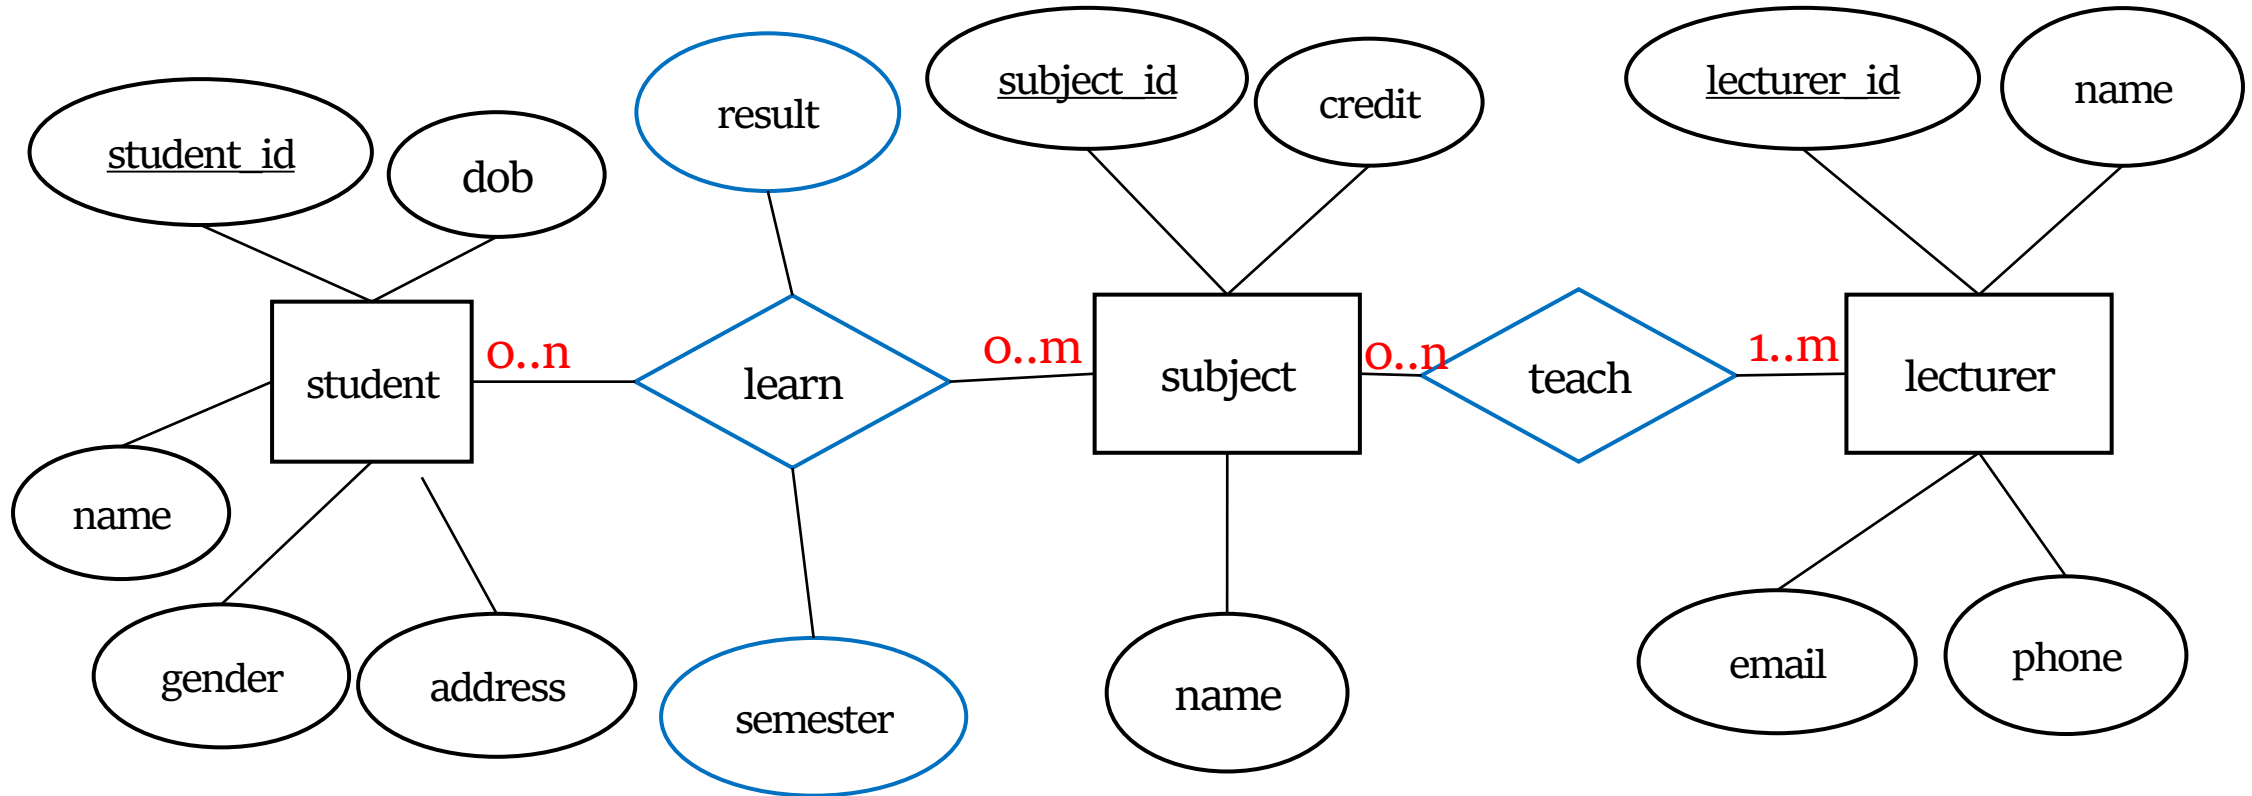 subject_id
lecturer_id
name
credit
result
student_id
dob
0..n
0..m
0..n
1..m
student
learn
subject
teach
lecturer
name
gender
address
semester
name
email
phone